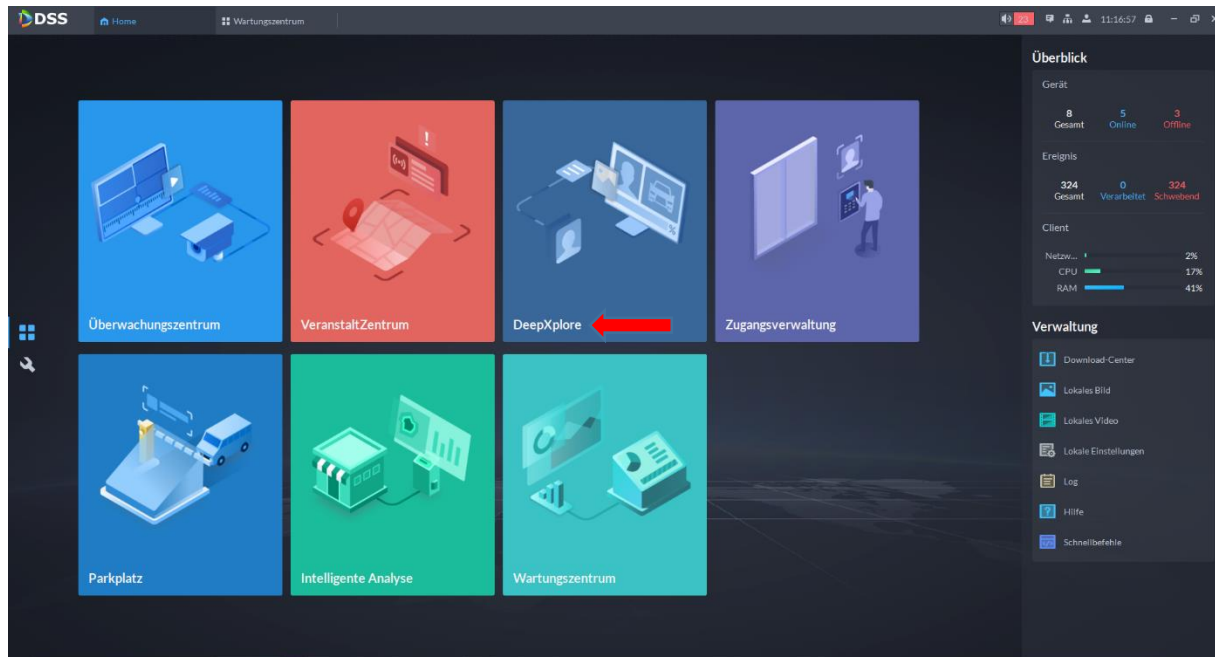 DSS
Home
Wartungszentrum
23
11:16:57
Überblick
Gerät
8 5 3
Gesamt Online Offline
Ereignis
324 0 324
Gesamt Verarbeitet Schwebend
Client
Netzw... 2%
CPU 17%
RAM 41%
Überwachungszentrum
VeranstaltZentrum
DeepXplore
Zugangsverwaltung
Verwaltung
Download-Center
Lokales Bild
Lokales Video
Lokale Einstellungen
Log
Hilfe
Schnellbefehle
Parkplatz
Intelligente Analyse
Wartungszentrum